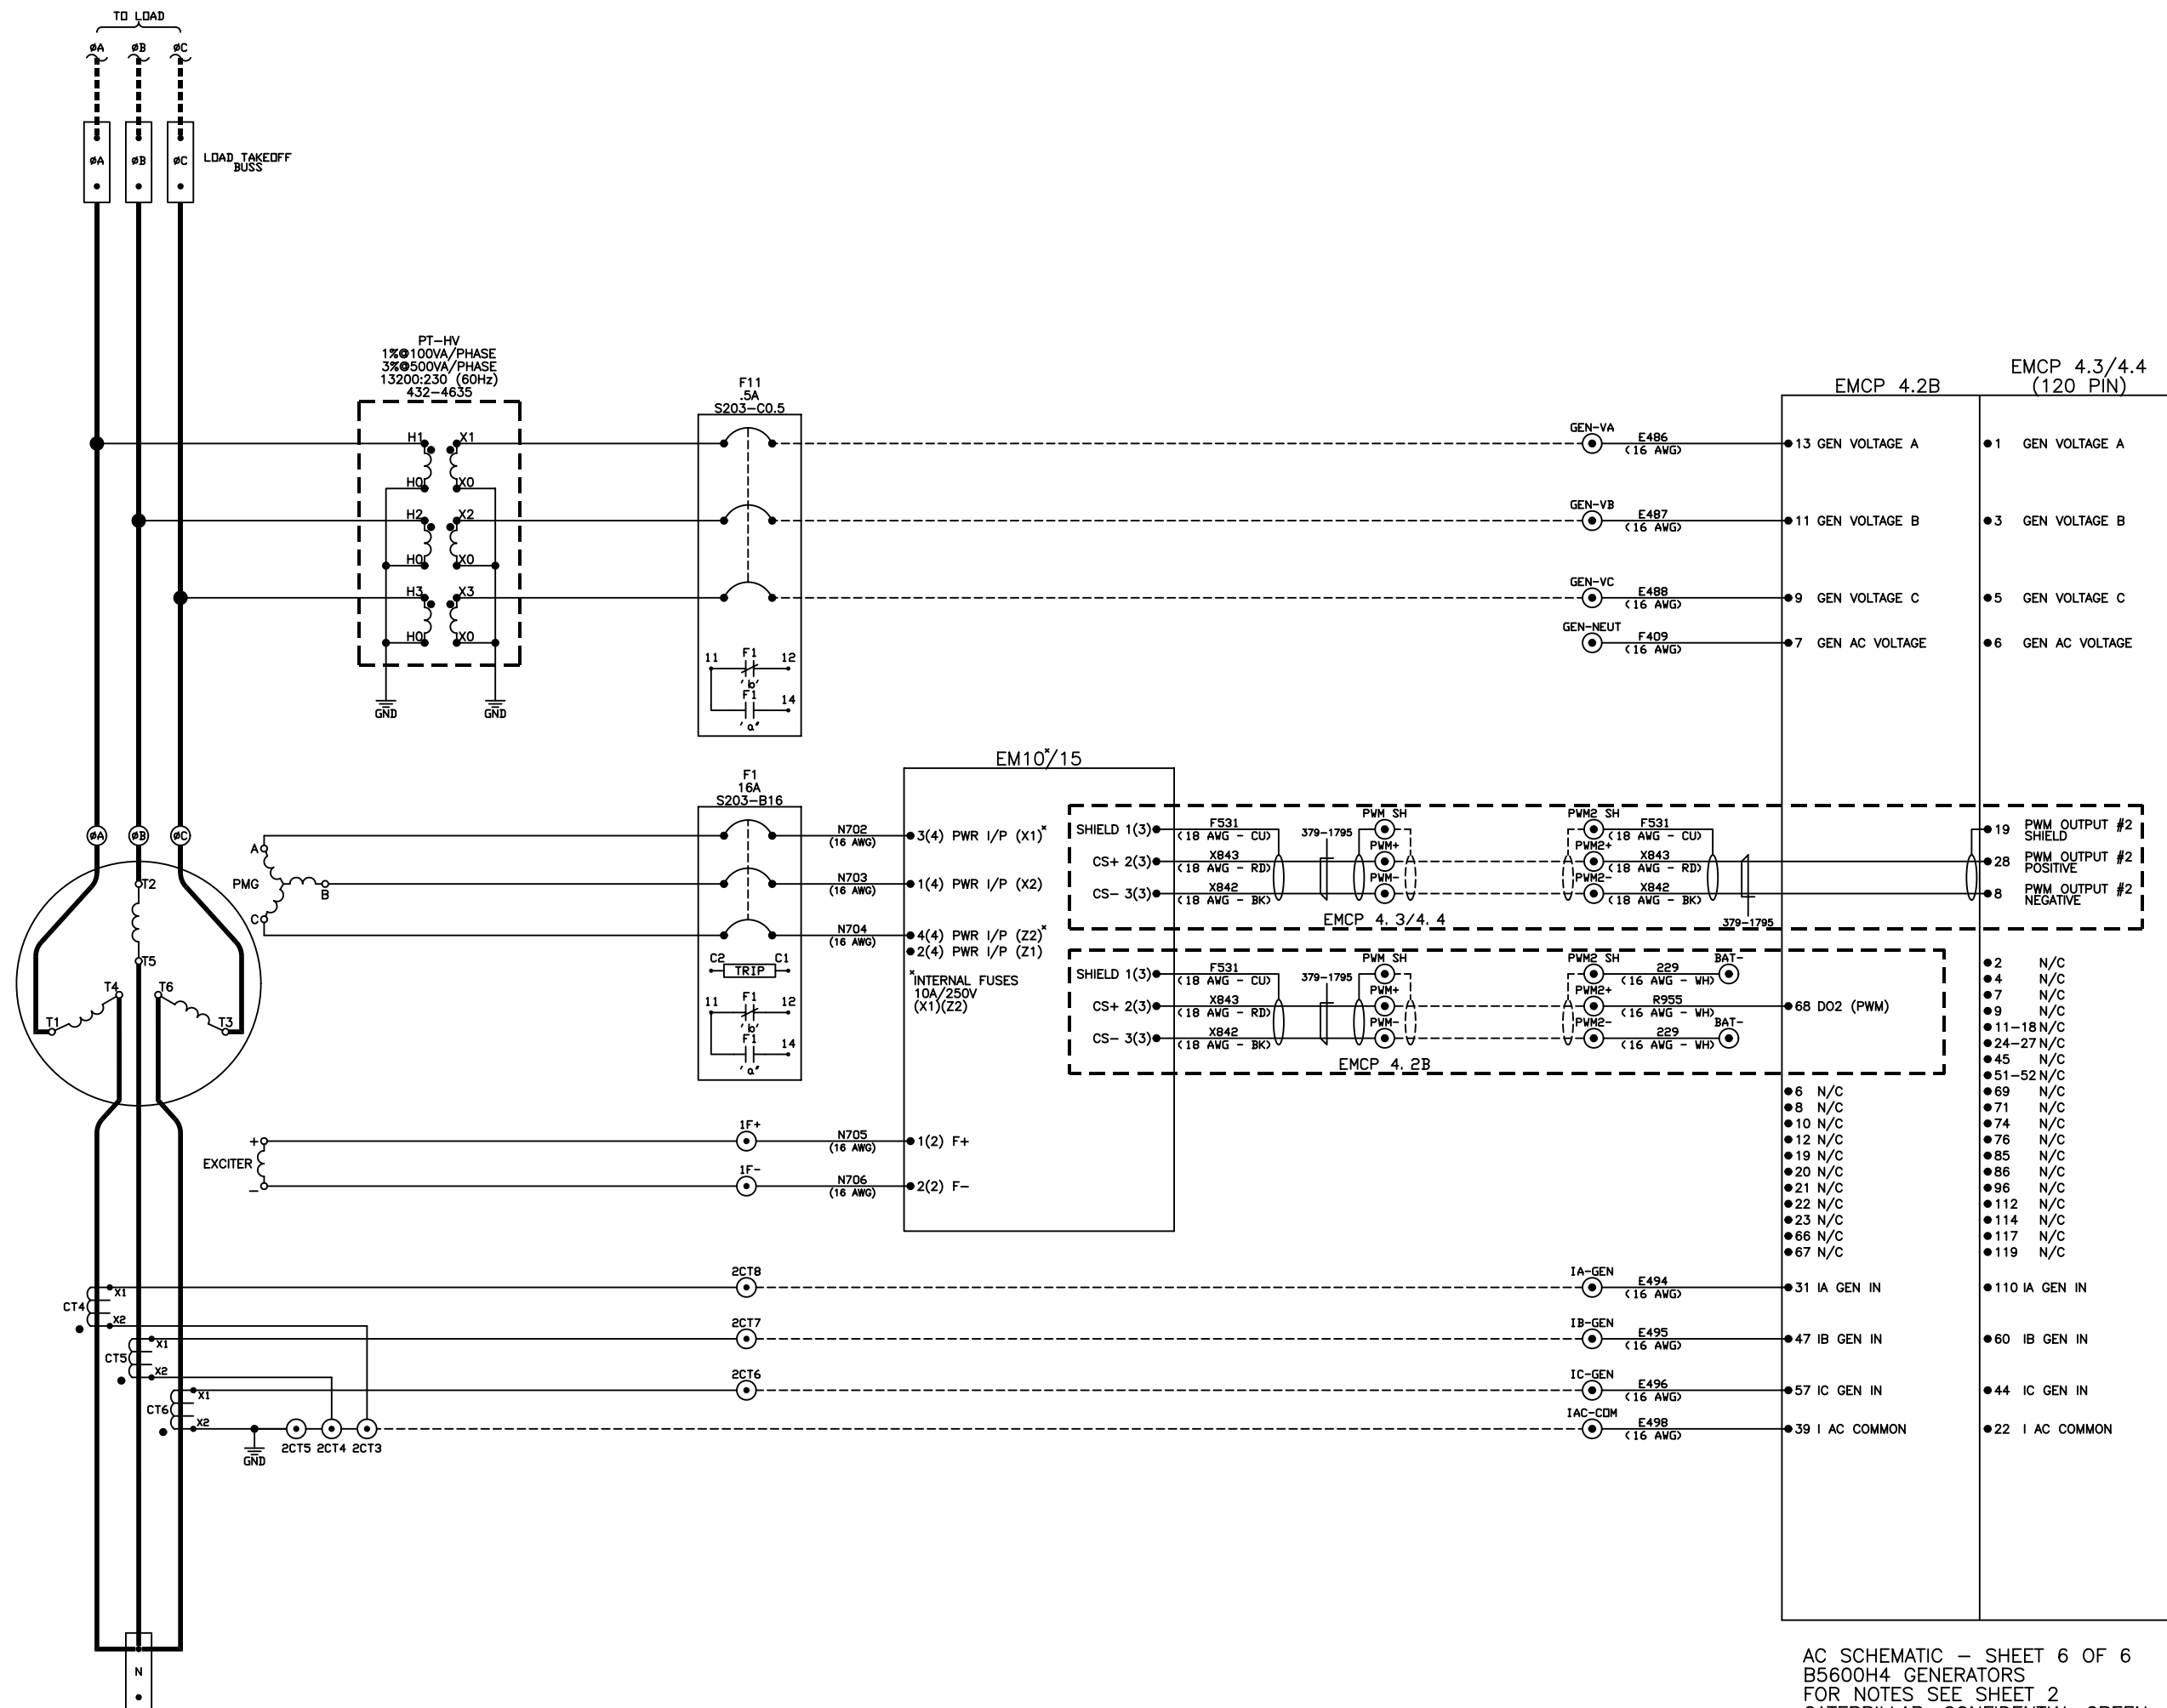 TO LOAD
øA øB øC
øA øB øC
LOAD TAKEOFF
BUSS
PT-HV
1%@100VA/PHASE
3%@500VA/PHASE
13200:230 (60Hz)
432-4635
H1 X1
H0 X0
H2 X2
H0 X0
H3 X3
H0 X0
GND GND
F11
.5A
S203-C0.5
11 F1 12
'b'
F1 14
'a'
GEN-VA E486
(16 AWG)
GEN-VB E487
(16 AWG)
GEN-VC E488
(16 AWG)
GEN-NEUT F409
(16 AWG)
EMCP 4.2B
EMCP 4.3/4.4
(120 PIN)
13 GEN VOLTAGE A 1 GEN VOLTAGE A
11 GEN VOLTAGE B 3 GEN VOLTAGE B
9 GEN VOLTAGE C 5 GEN VOLTAGE C
7 GEN AC VOLTAGE 6 GEN AC VOLTAGE
øA øB øC
T2
T5
T4 T6
T1 T3
PMG
A
B
C
F1
16A
S203-B16
C2 TRIP C1
11 F1 12
'b'
F1 14
'a'
N702
(16 AWG)
N703
(16 AWG)
N704
(16 AWG)
EM10*/15
3(4) PWR I/P (X1)*
1(4) PWR I/P (X2)
4(4) PWR I/P (Z2)*
2(4) PWR I/P (Z1)
*INTERNAL FUSES
10A/250V
(X1)(Z2)
SHIELD 1(3) F531
(18 AWG - CU)
CS+ 2(3) X843
(18 AWG - RD)
CS- 3(3) X842
(18 AWG - BK)
379-1795
PWM SH
PWM+
PWM-
PWM2 SH F531
(18 AWG - CU)
PWM2+ X843
(18 AWG - RD)
PWM2- X842
(18 AWG - BK)
379-1795
EMCP 4.3/4.4
19 PWM OUTPUT #2
SHIELD
28 PWM OUTPUT #2
POSITIVE
8 PWM OUTPUT #2
NEGATIVE
SHIELD 1(3) F531
(18 AWG - CU)
CS+ 2(3) X843
(18 AWG - RD)
CS- 3(3) X842
(18 AWG - BK)
379-1795
PWM SH
PWM+
PWM-
PWM2 SH 229 BAT-
(16 AWG - WH)
PWM2+ R955
(16 AWG - WH)
PWM2- 229 BAT-
(16 AWG - WH)
EMCP 4.2B
68 DO2 (PWM)
6 N/C
8 N/C
10 N/C
12 N/C
19 N/C
20 N/C
21 N/C
22 N/C
23 N/C
66 N/C
67 N/C
2 N/C
4 N/C
7 N/C
9 N/C
11-18 N/C
24-27 N/C
45 N/C
51-52 N/C
69 N/C
71 N/C
74 N/C
76 N/C
85 N/C
86 N/C
96 N/C
112 N/C
114 N/C
117 N/C
119 N/C
EXCITER
+
-
1F+ N705
(16 AWG)
1(2) F+
1F- N706
(16 AWG)
2(2) F-
CT4 X1
X2
CT5 X1
X2
CT6 X1
X2
GND
2CT5 2CT4 2CT3
2CT8
2CT7
2CT6
IA-GEN E494
(16 AWG)
IB-GEN E495
(16 AWG)
IC-GEN E496
(16 AWG)
IAC-COM E498
(16 AWG)
31 IA GEN IN 110 IA GEN IN
47 IB GEN IN 60 IB GEN IN
57 IC GEN IN 44 IC GEN IN
39 I AC COMMON 22 I AC COMMON
N
AC SCHEMATIC - SHEET 6 OF 6
B5600H4 GENERATORS
FOR NOTES SEE SHEET 2
CATERPILLAR: CONFIDENTIAL GREEN